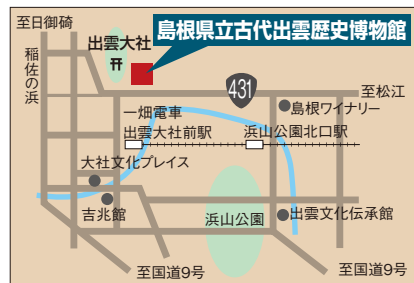 至日御碕
出雲大社
島根県立古代出雲歴史博物館
稲佐の浜
431
至松江
一畑電車
出雲大社前駅
浜山公園北口駅
島根ワイナリー
大社文化プレイス
吉兆館
浜山公園
出雲文化伝承館
至国道9号
至国道9号